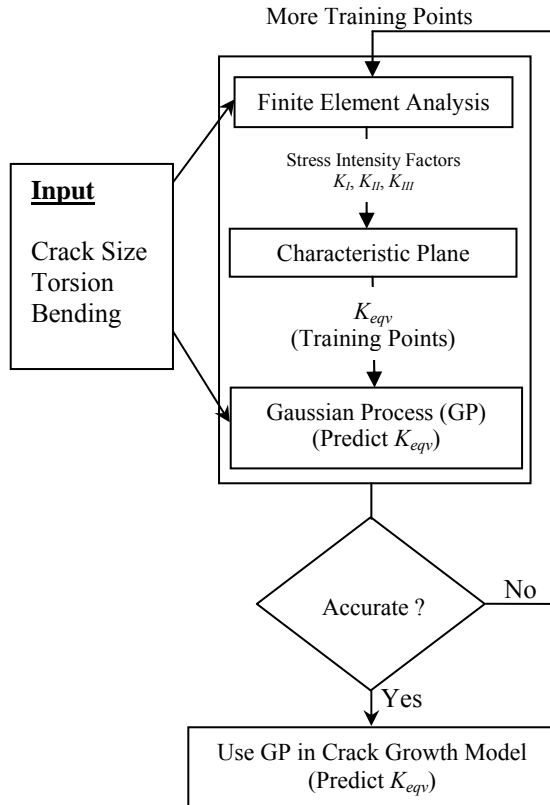 More Training Points
Finite Element Analysis
Stress Intensity Factors
K_I, K_II, K_III
Input
Crack Size
Torsion
Bending
Characteristic Plane
K_eqv
(Training Points)
Gaussian Process (GP)
(Predict K_eqv)
Accurate ?
No
Yes
Use GP in Crack Growth Model
(Predict K_eqv)